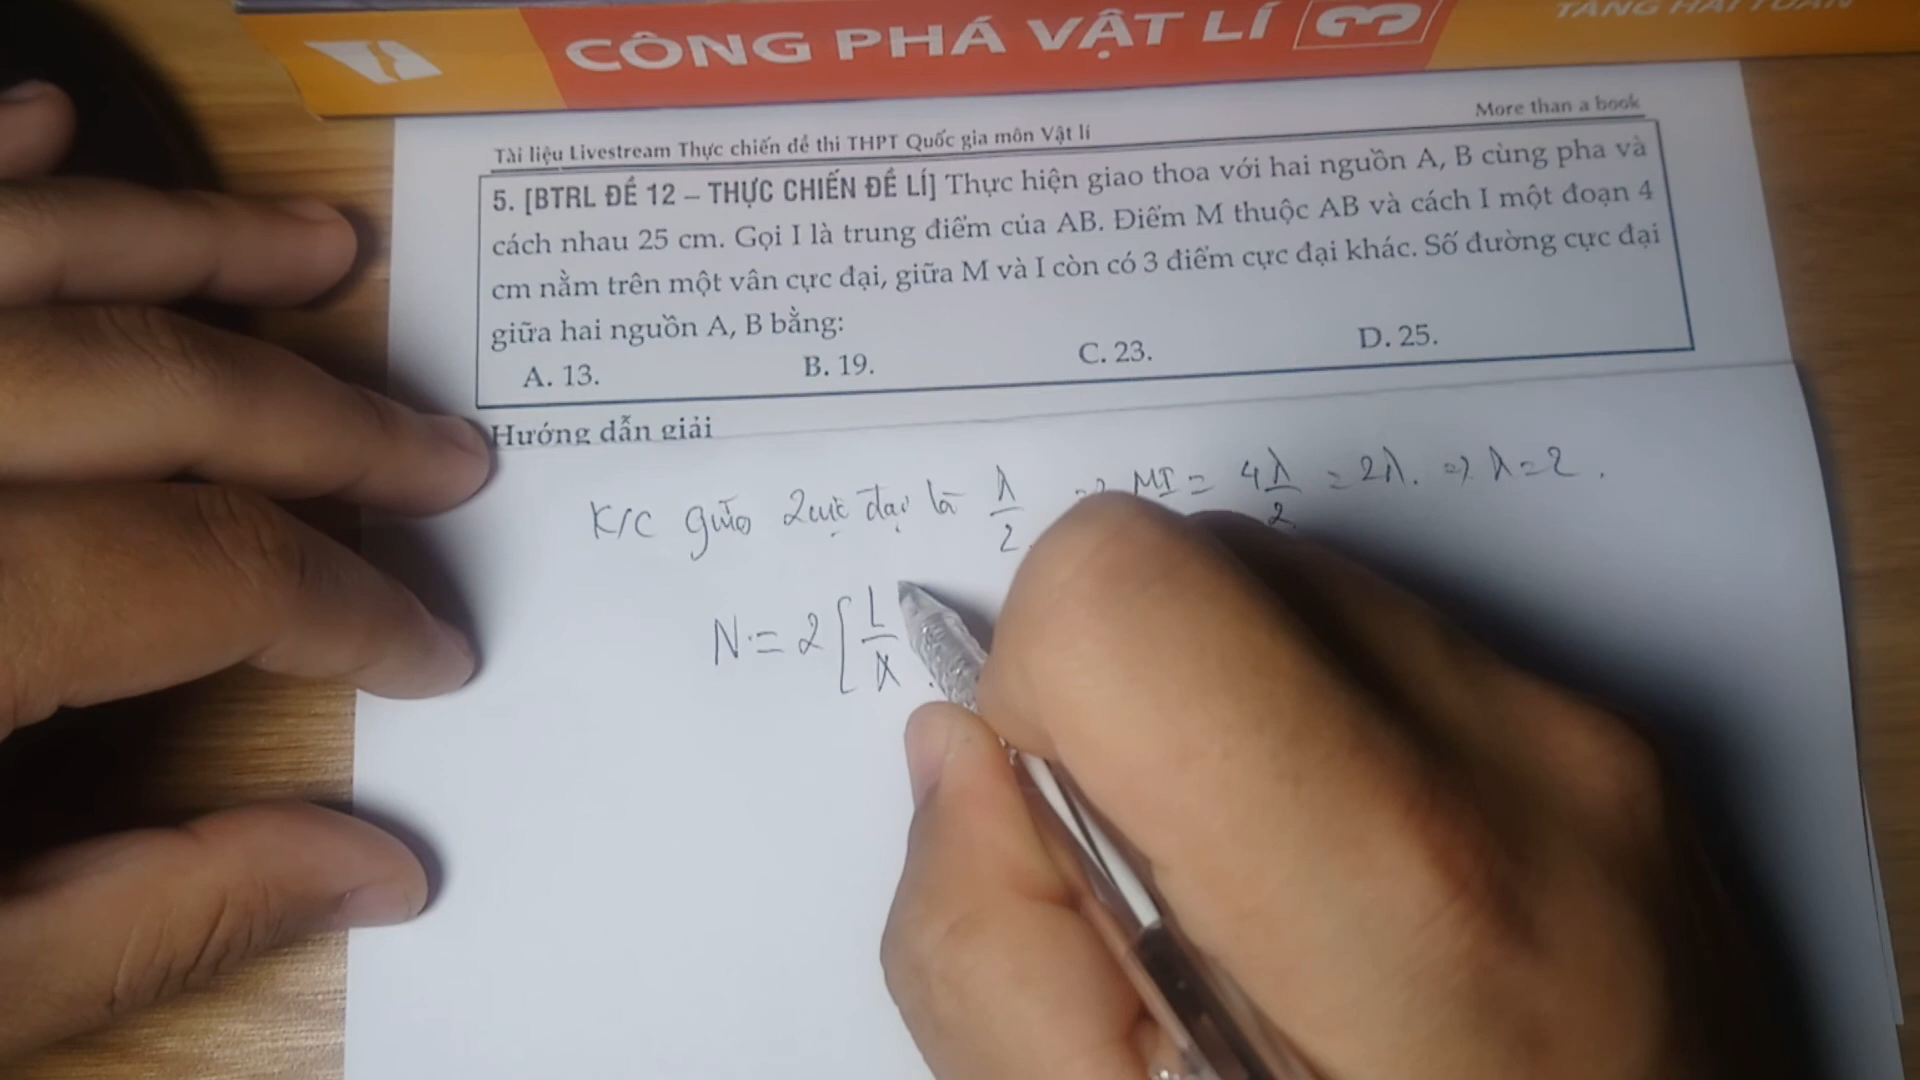 CÔNG PHÁ VẬT LÍ 3
TĂNG HẢI TUÂN
More than a book
Tài liệu Livestream Thực chiến đề thi THPT Quốc gia môn Vật lí
5. [BTRL ĐỀ 12 – THỰC CHIẾN ĐỀ LÍ] Thực hiện giao thoa với hai nguồn A, B cùng pha và
cách nhau 25 cm. Gọi I là trung điểm của AB. Điểm M thuộc AB và cách I một đoạn 4
cm nằm trên một vân cực đại, giữa M và I còn có 3 điểm cực đại khác. Số đường cực đại
giữa hai nguồn A, B bằng:
A. 13. B. 19. C. 23. D. 25.
Hướng dẫn giải
K/C giữa 2 cực đại là λ/2 => MI = 4λ/2 = 2λ. => λ = 2.
N = 2[L/λ